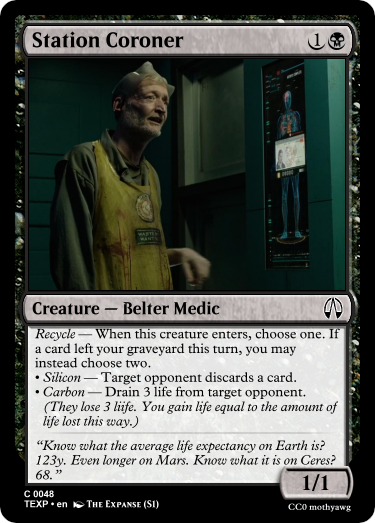 Station Coroner 1
Creature — Belter Medic
Recycle — When this creature enters, choose one. If
a card left your graveyard this turn, you may
instead choose two.
• Silicon — Target opponent discards a card.
• Carbon — Drain 3 life from target opponent.
(They lose 3 liife. You gain life equal to the amount of
life lost this way.)
“Know what the average life expectancy on Earth is?
123y. Even longer on Mars. Know what it is on Ceres?
68.”
1/1
C 0048
TEXP • en THE EXPANSE (S1)
CC0 mothyawg